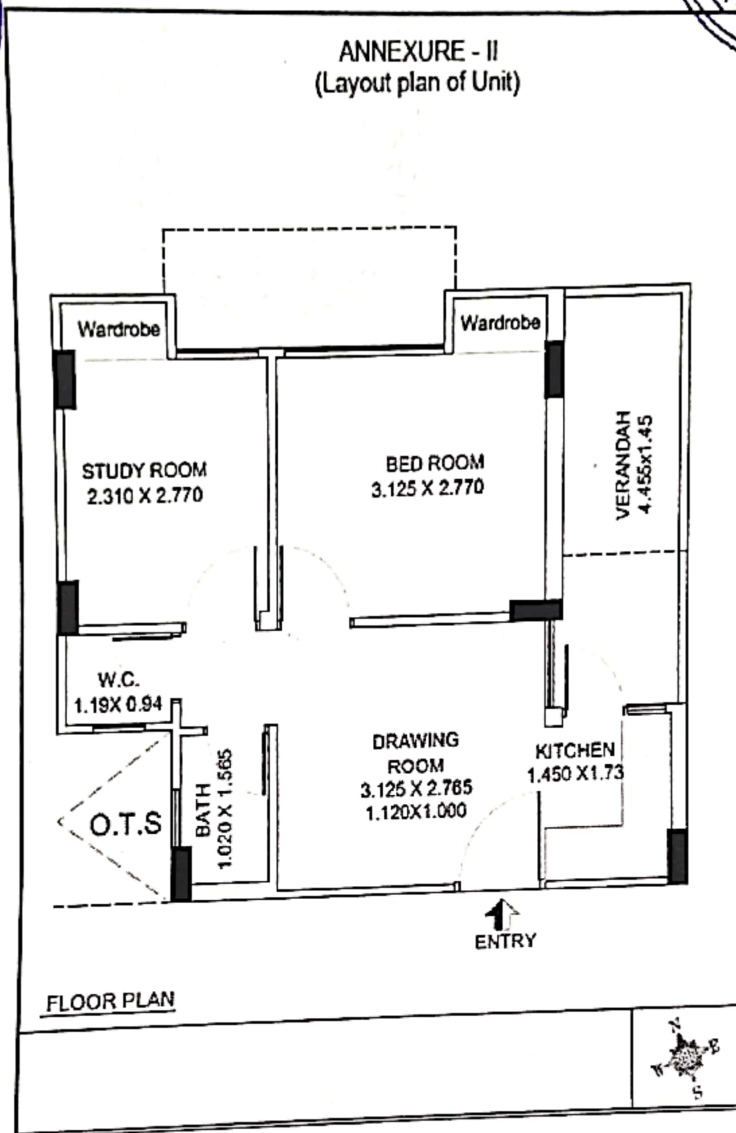 ANNEXURE - II
(Layout plan of Unit)
Wardrobe
Wardrobe
STUDY ROOM
2.310 X 2.770
BED ROOM
3.125 X 2.770
VERANDAH
4.455x1.45
W.C.
1.19X 0.94
BATH
1.020 X 1.565
DRAWING
ROOM
3.125 X 2.765
1.120X1.000
KITCHEN
1.450 X1.73
O.T.S
ENTRY
FLOOR PLAN
N
W
E
S